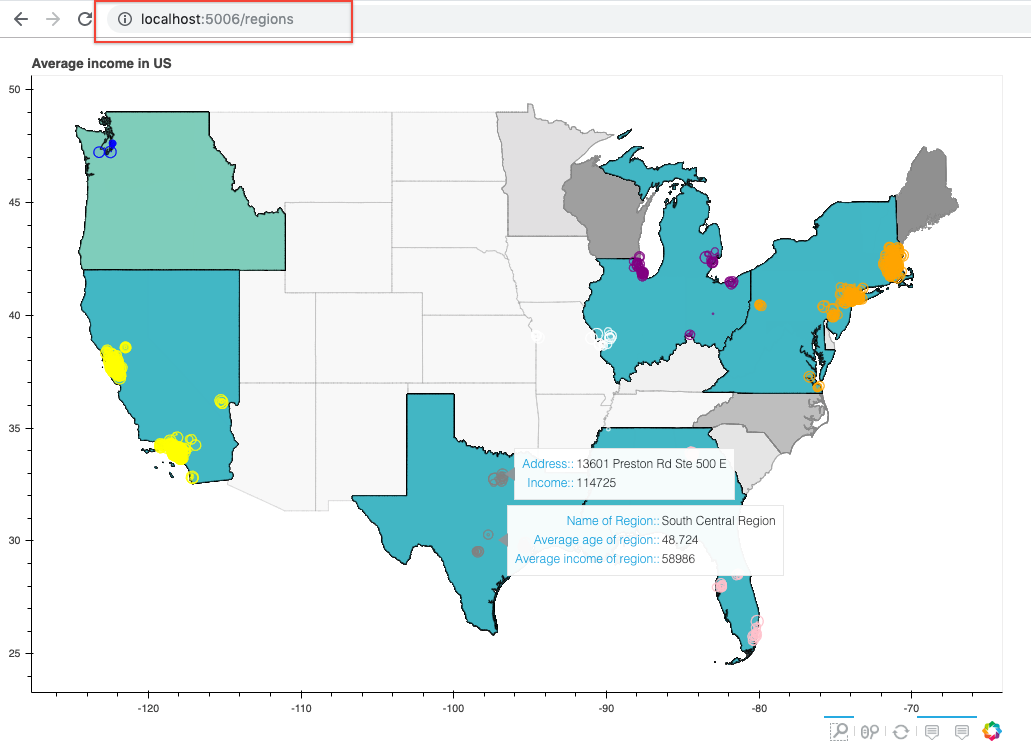 localhost:5006/regions
Average income in US
50
45
40
35
30
25
Address:: 13601 Preston Rd Ste 500 E
Income:: 114725
Name of Region:: South Central Region
Average age of region:: 48.724
Average income of region:: 58986
-120 -110 -100 -90 -80 -70